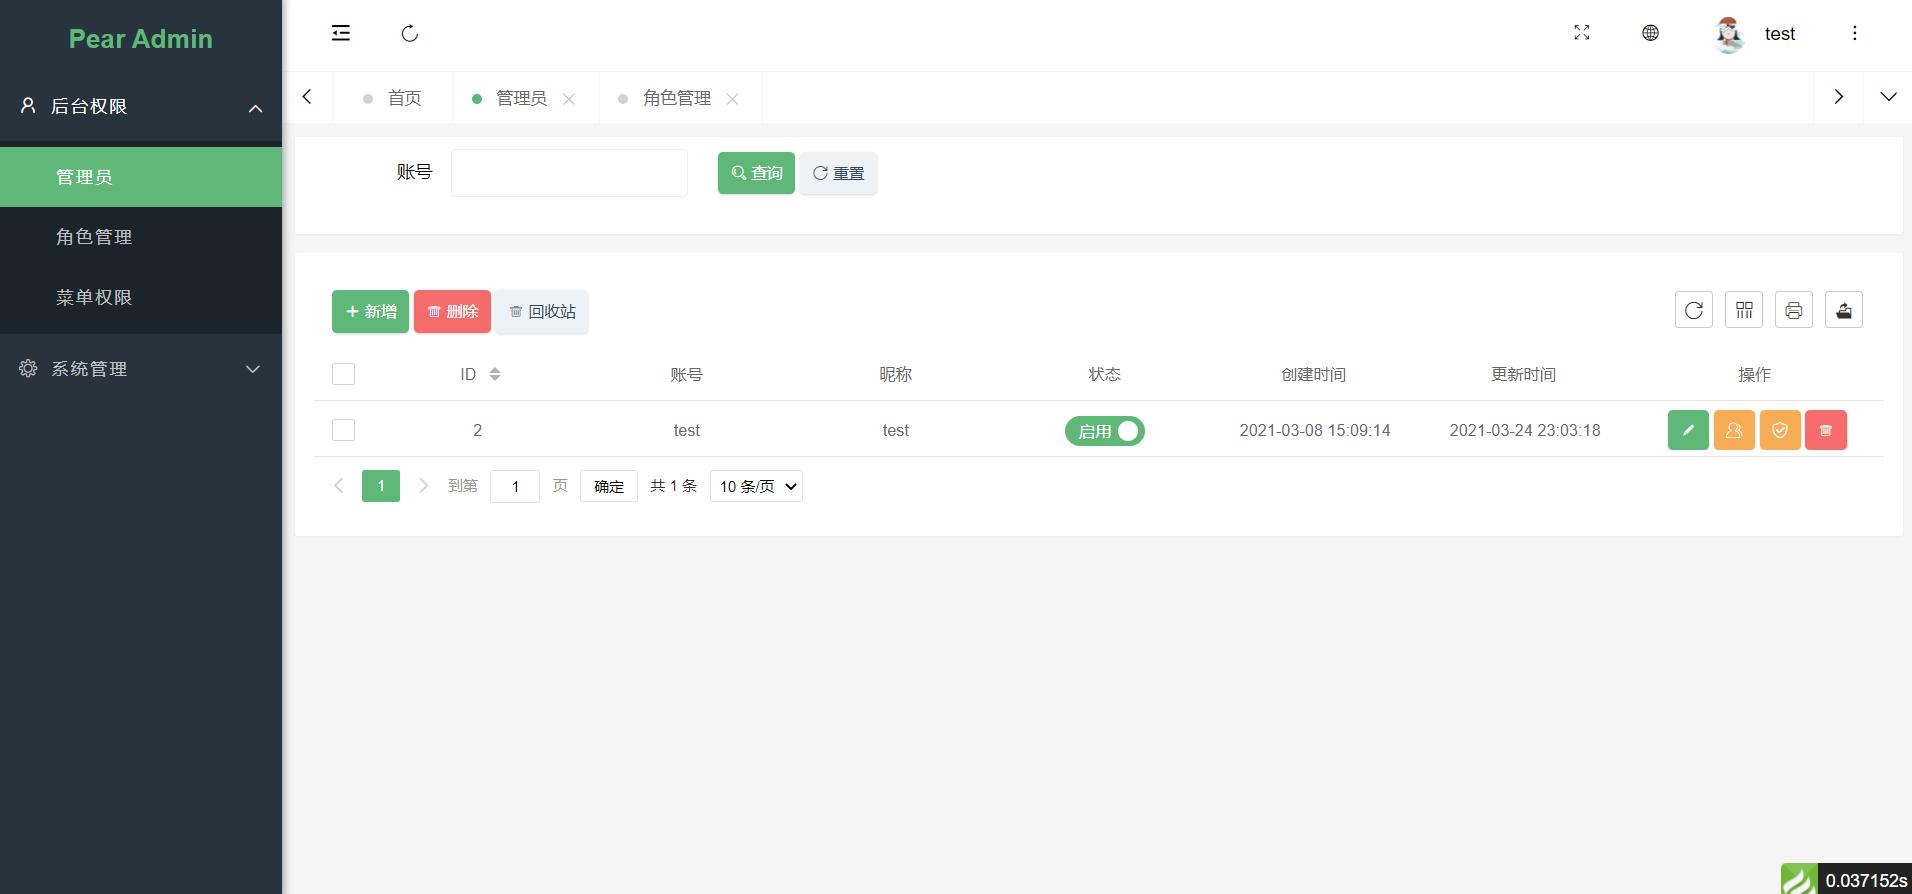 Pear Admin
test
后台权限
首页
管理员
角色管理
管理员
角色管理
菜单权限
系统管理
账号
查询
重置
新增
删除
回收站
ID 账号 昵称 状态 创建时间 更新时间 操作
2 test test 启用 2021-03-08 15:09:14 2021-03-24 23:03:18
1 到第 1 页 确定 共 1 条 10 条/页
0.037152s